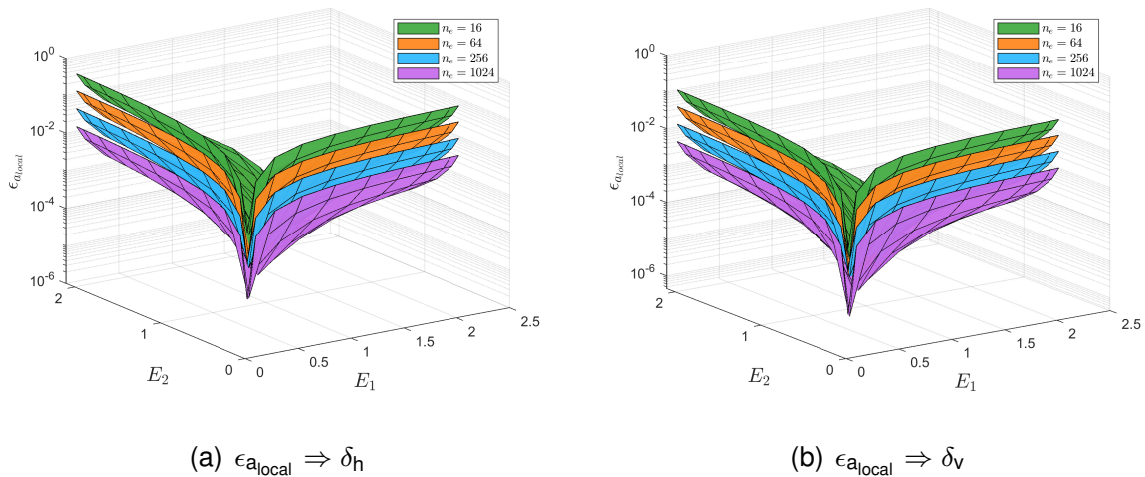 n_e = 16
n_e = 64
n_e = 256
n_e = 1024
10^0
10^-2
10^-4
10^-6
ϵ_{a_{local}}
2
1
0
E_2
0
0.5
1
1.5
2
2.5
E_1
(a) ϵ_{a_{local}} ⇒ δ_h
n_e = 16
n_e = 64
n_e = 256
n_e = 1024
10^0
10^-2
10^-4
10^-6
ϵ_{a_{local}}
2
1
0
E_2
0
0.5
1
1.5
2
2.5
E_1
(b) ϵ_{a_{local}} ⇒ δ_v